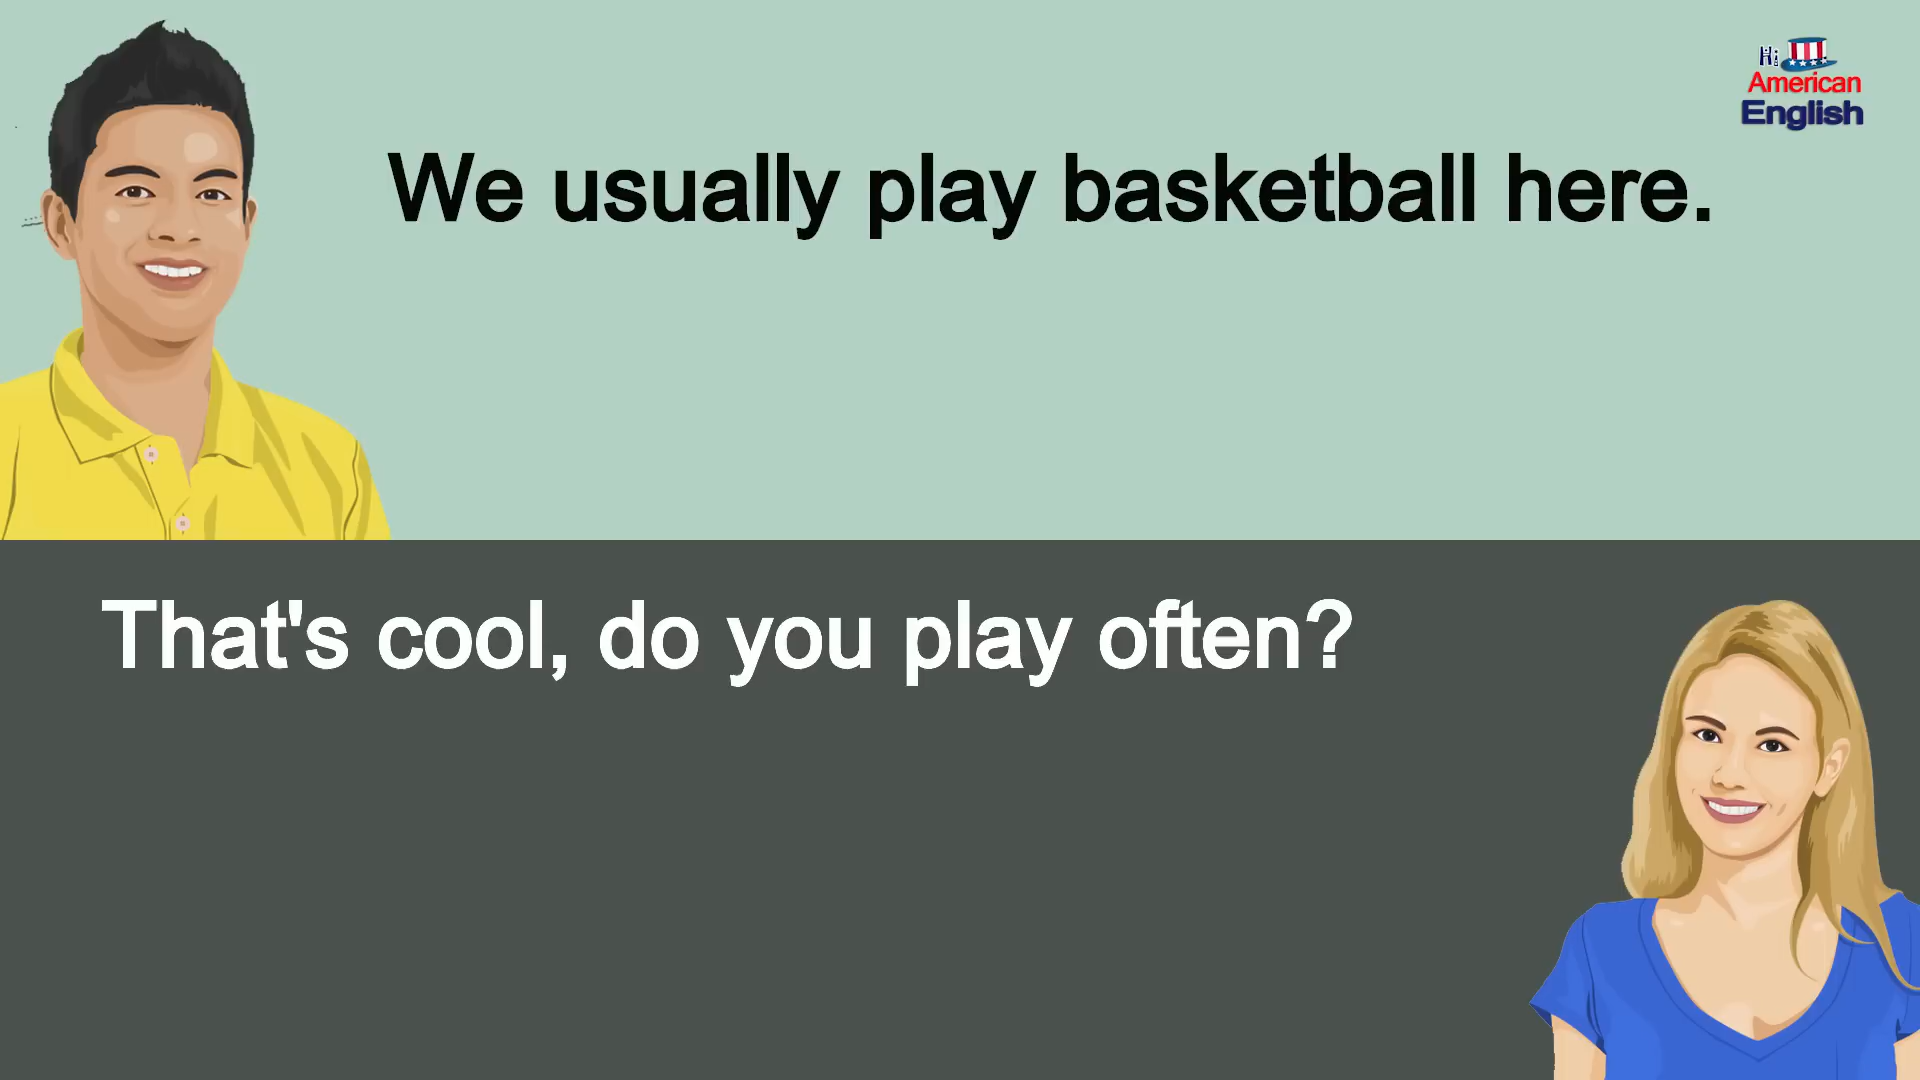 Hi
American
English
We usually play basketball here.
That's cool, do you play often?